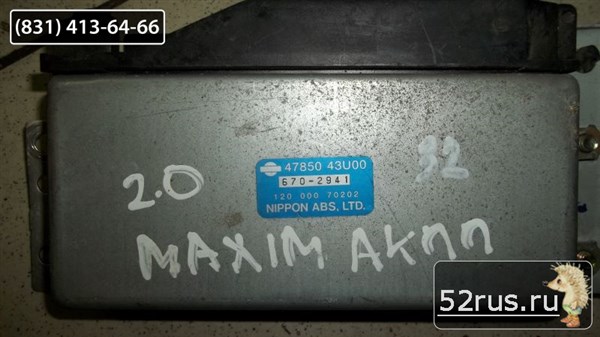 (831) 413-64-66
47850 43U00
670-2941
120 000 70202
NIPPON ABS, LTD.
2.0
32
MAXIM АКПП
52rus.ru